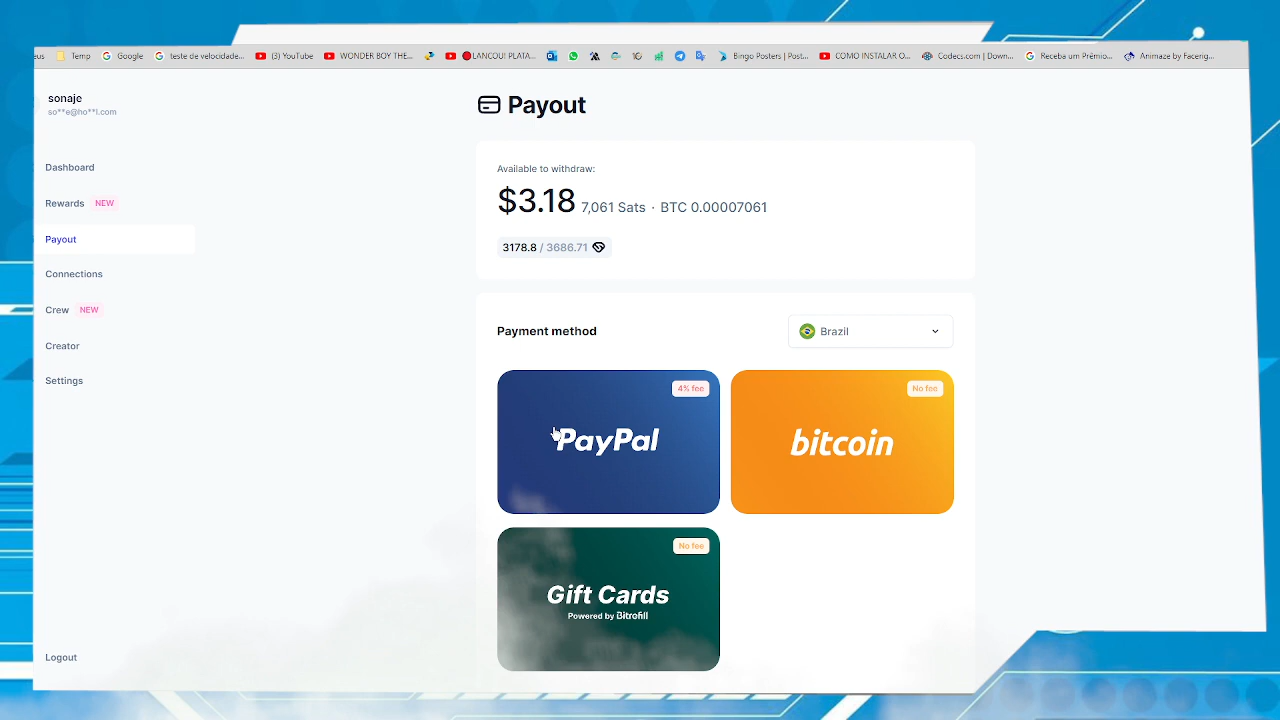 eus
Temp
Google
teste de velocidade...
(3) YouTube
WONDER BOY THE...
LANCOU! PLATA...
Bingo Posters | Post...
COMO INSTALAR O...
Codecs.com | Down...
Receba um Prêmio...
Animaze by Facerig...
sonaje
so**e@ho**l.com
Dashboard
Rewards NEW
Payout
Connections
Crew NEW
Creator
Settings
Logout
Payout
Available to withdraw:
$3.18 7,061 Sats · BTC 0.00007061
3178.8 / 3686.71
Payment method
Brazil
4% fee
PayPal
No fee
bitcoin
No fee
Gift Cards
Powered by Bitrefill